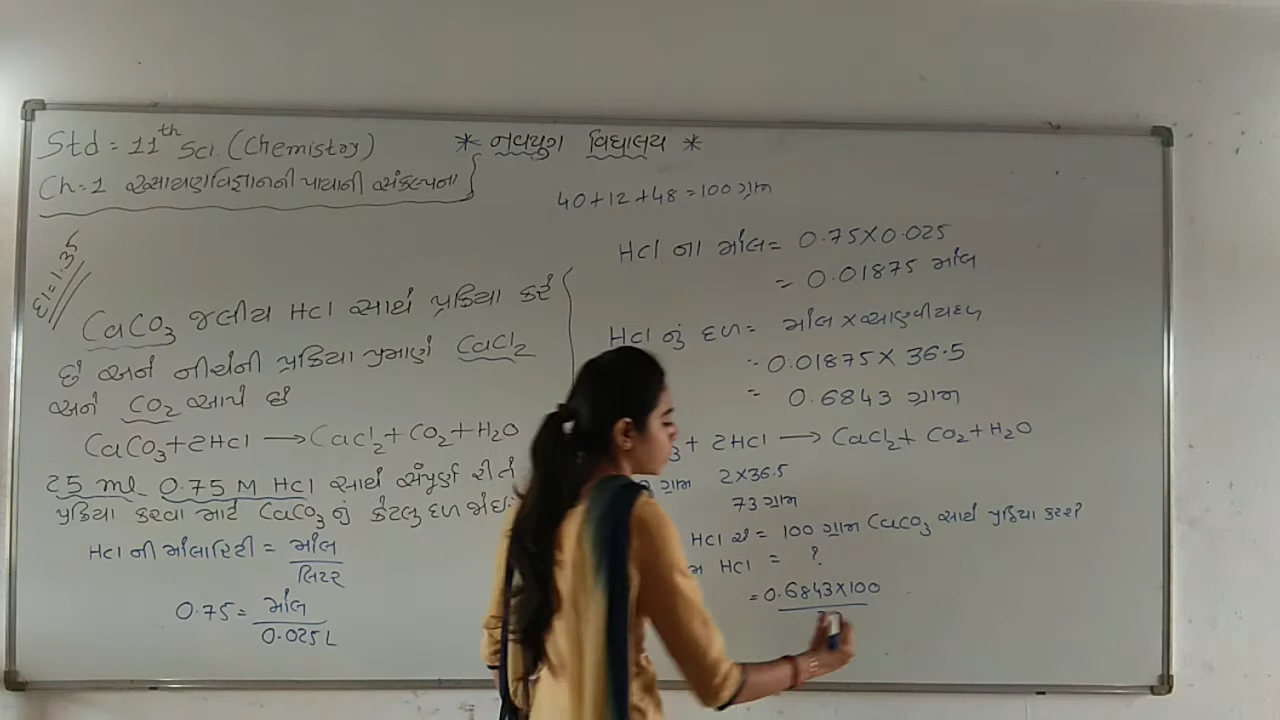 Std = 11th Sci. (Chemistry)
* નવયુગ વિદ્યાલય *
Ch-1 રસાયણવિજ્ઞાનની પાયાની સંકલ્પના
દા = 1.35
CaCO3 જલીય HCl સાથે પ્રક્રિયા કરે
છે અને નીચેની પ્રક્રિયા પ્રમાણે CaCl2
અને CO2 આપે છે
CaCO3 + 2HCl → CaCl2 + CO2 + H2O
25 ml 0.75 M HCl સાથે સંપૂર્ણ રીતે
પ્રક્રિયા કરવા માટે CaCO3 નું કેટલુ દળ જોઇ
HCl ની મોલારિટી = મોલ
લિટર
0.75 = મોલ
0.025 L
40+12+48 = 100 ગ્રામ
HCl ના મોલ = 0.75 X 0.025
= 0.01875 મોલ
HCl નું દળ = મોલ x આણ્વીયદળ
= 0.01875 X 36.5
= 0.6843 ગ્રામ
3 + 2HCl → CaCl2 + CO2 + H2O
ગ્રામ 2 x 36.5
73 ગ્રામ
HCl એ = 100 ગ્રામ CaCO3 સાથે પ્રક્રિયા કરશે
HCl = ?
= 0.6843 x 100